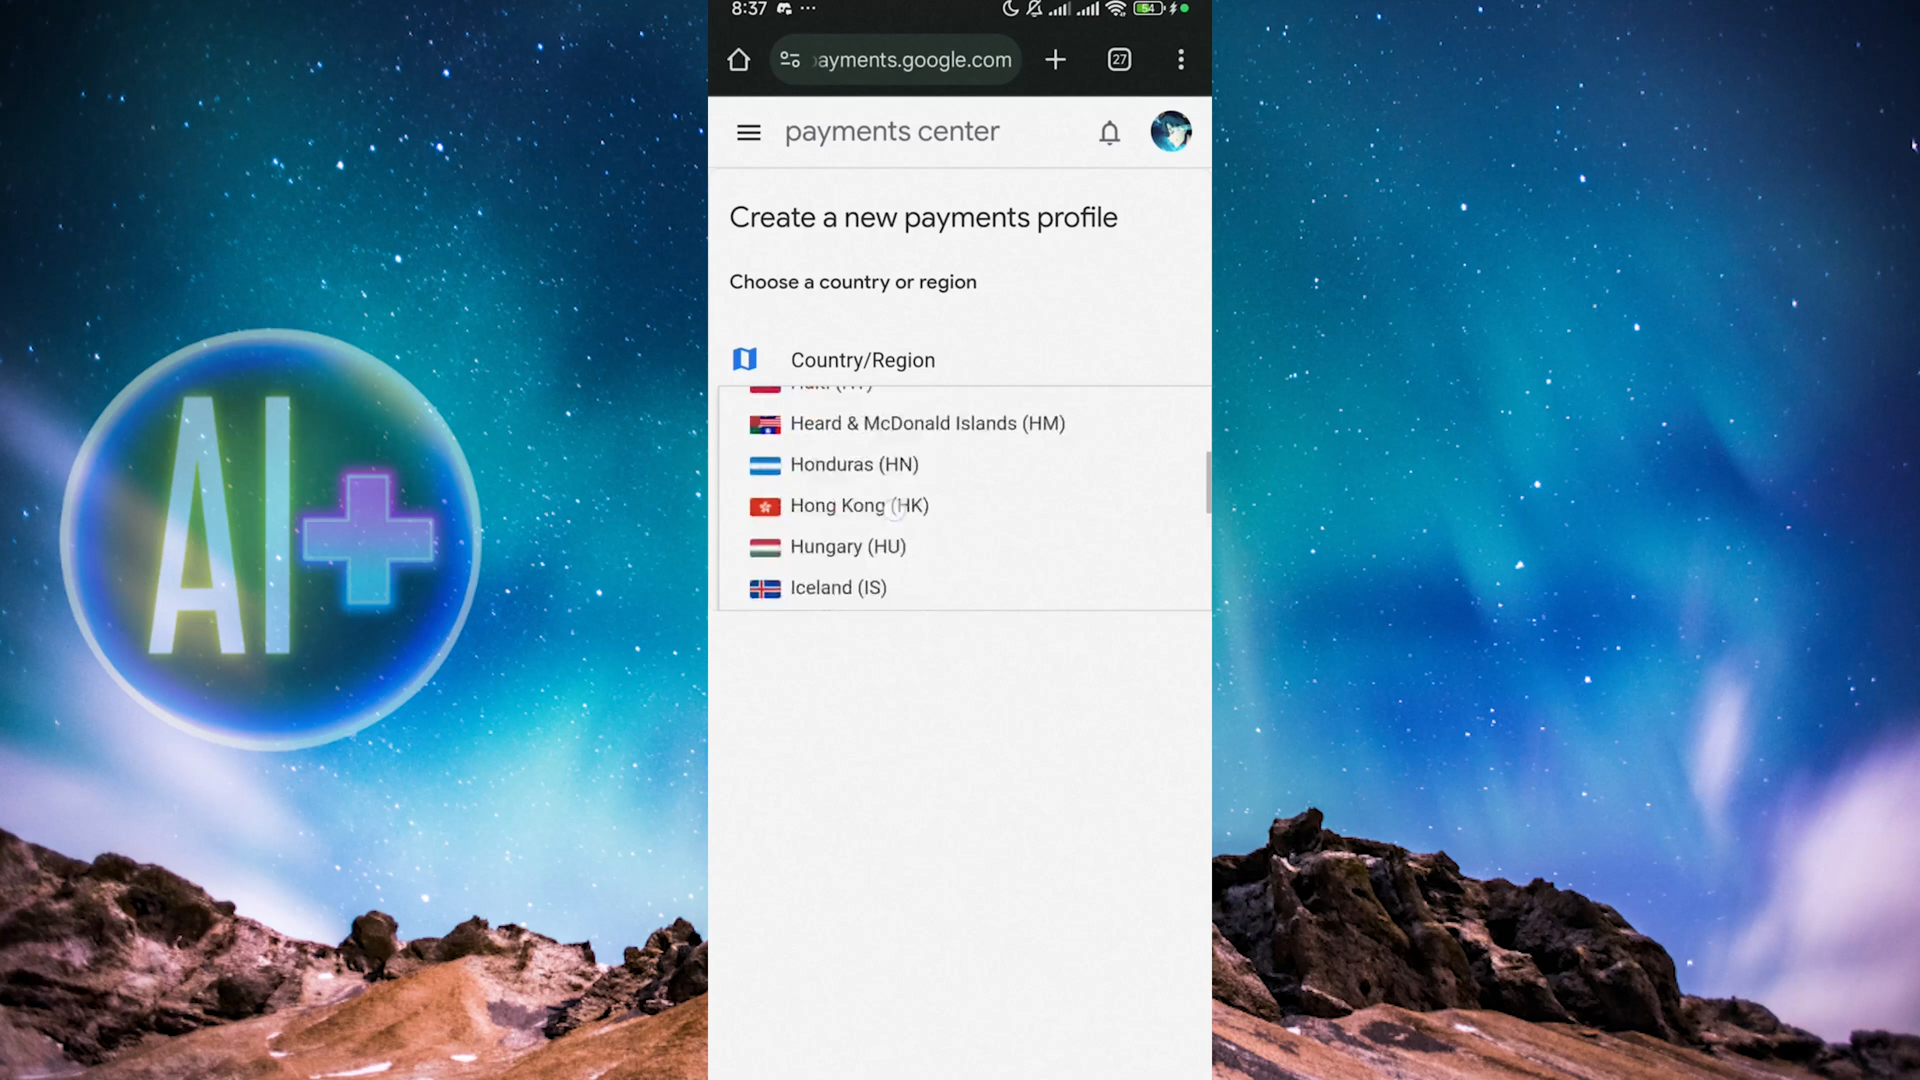 AI+
8:37 ... 54
ayments.google.com
27
payments center
Create a new payments profile
Choose a country or region
Country/Region
Heard & McDonald Islands (HM)
Honduras (HN)
Hong Kong (HK)
Hungary (HU)
Iceland (IS)